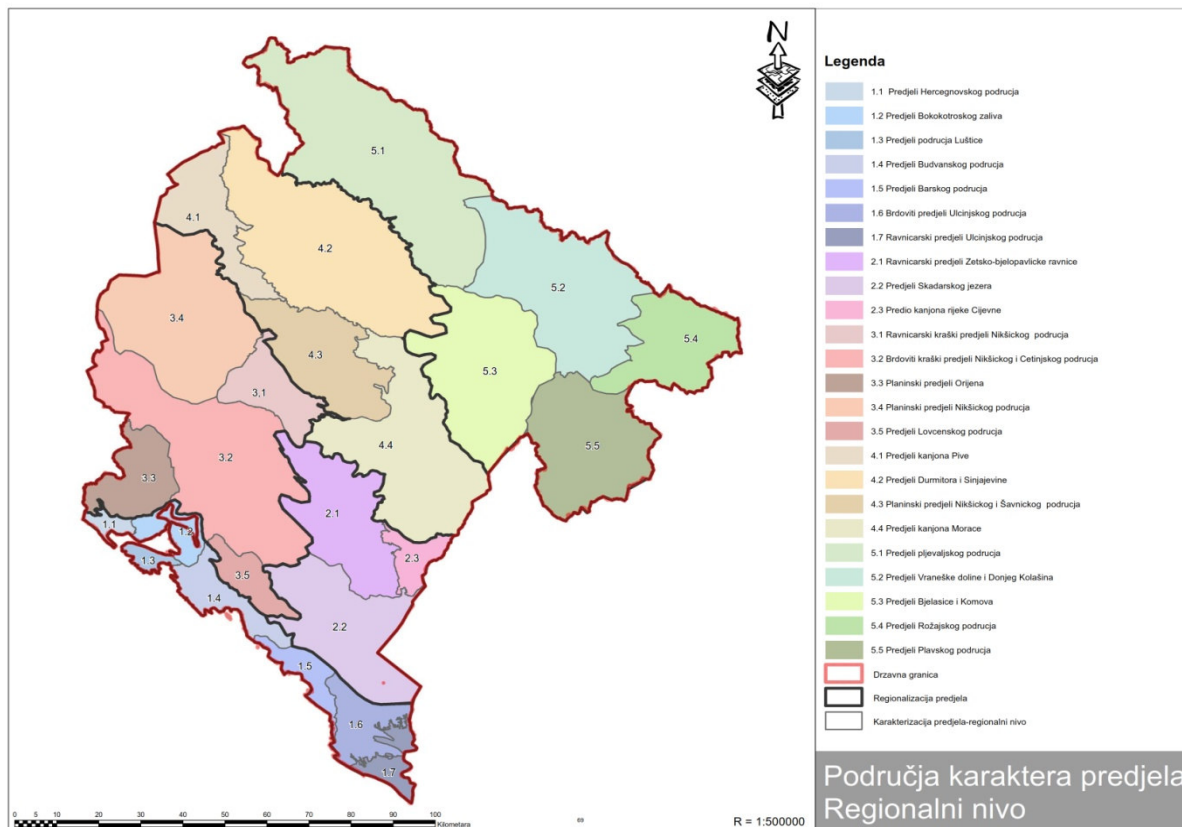 N
5.1
4.1
4.2
5.2
3.4
5.4
4.3
5.3
3.1
4.4
5.5
3.2
3.3
2.1
1.1
1.2
2.3
1.3
3.5
1.4
2.2
1.5
1.6
1.7
0 5 10 20 30 40 50 60 70 80 90 100
Kilometara
R = 1:500000
Legenda
1.1 Predjeli Hercegnovskog podrucja
1.2 Predjeli Bokokotroskog zaliva
1.3 Predjeli podrucja Luštice
1.4 Predjeli Budvanskog područja
1.5 Predjeli Barskog podrucja
1.6 Brdoviti predjeli Ulcinjskog podrucja
1.7 Ravnicarski predjeli Ulcinjskog podrucja
2.1 Ravnicarski predjeli Zetsko-bjelopavlicke ravnice
2.2 Predjeli Skadarskog jezera
2.3 Predio kanjona rijeke Cijevne
3.1 Ravnicarski kraški predjeli Nikšickog podrucja
3.2 Brdoviti kraški predjeli Nikšickog i Cetinjskog podrucja
3.3 Planinski predjeli Orijena
3.4 Planinski predjeli Nikšickog podrucja
3.5 Predjeli Lovcenskog podrucja
4.1 Predjeli kanjona Pive
4.2 Predjeli Durmitora i Sinjajevine
4.3 Planinski predjeli Nikšickog i Šavnickog podrucja
4.4 Predjeli kanjona Morace
5.1 Predjeli pljevaljskog podrucja
5.2 Predjeli Vraneške doline i Donjeg Kolašina
5.3 Predjeli Bjelasice i Komova
5.4 Predjeli Rožajskog podrucja
5.5 Predjeli Plavskog podrucja
Drzavna granica
Regionalizacija predjela
Karakterizacija predjela-regionalni nivo
Područja karaktera predjela
Regionalni nivo